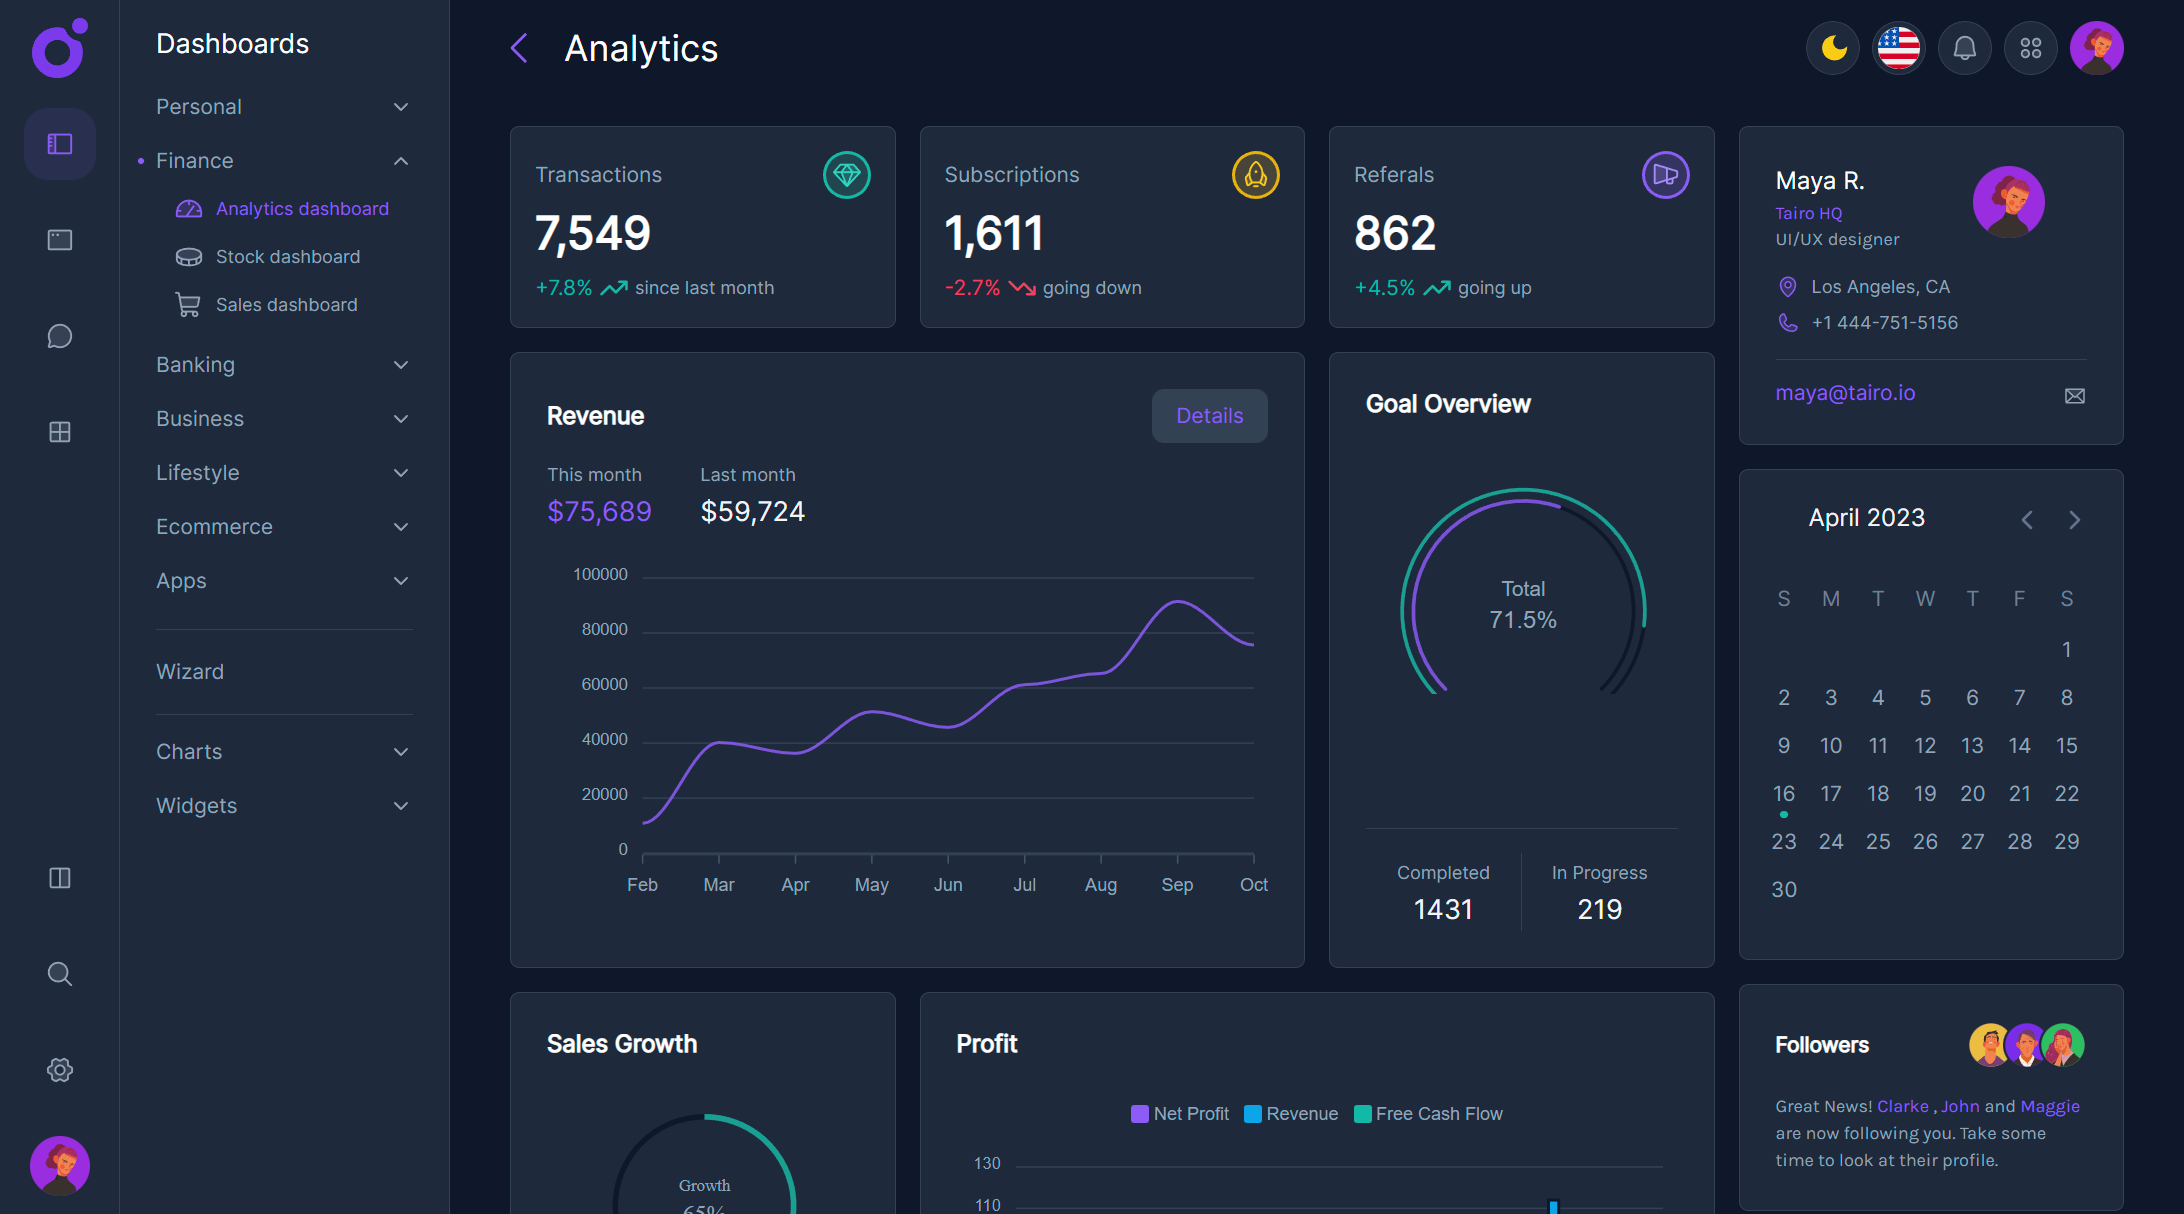 Dashboards
Personal
Finance
Analytics dashboard
Stock dashboard
Sales dashboard
Banking
Business
Lifestyle
Ecommerce
Apps
Wizard
Charts
Widgets
Analytics
Transactions
7,549
+7.8% since last month
Subscriptions
1,611
-2.7% going down
Referals
862
+4.5% going up
Maya R.
Tairo HQ
UI/UX designer
Los Angeles, CA
+1 444-751-5156
maya@tairo.io
Revenue
Details
This month Last month
$75,689 $59,724
100000
80000
60000
40000
20000
0
Feb Mar Apr May Jun Jul Aug Sep Oct
Goal Overview
Total
71.5%
Completed In Progress
1431 219
April 2023
S M T W T F S
1
2 3 4 5 6 7 8
9 10 11 12 13 14 15
16 17 18 19 20 21 22
23 24 25 26 27 28 29
30
Sales Growth
Growth
65%
Profit
Net Profit Revenue Free Cash Flow
130
110
Followers
Great News! Clarke , John and Maggie
are now following you. Take some
time to look at their profile.